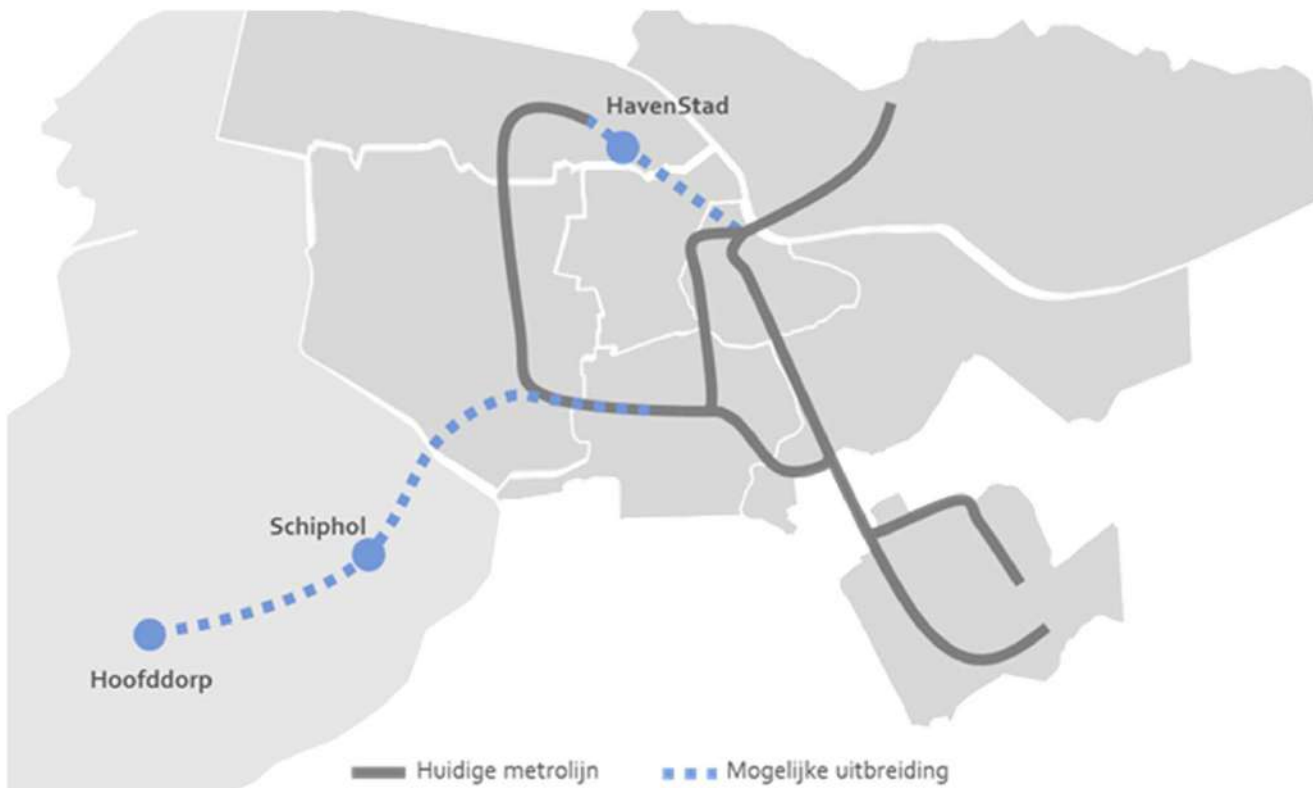 HavenStad
Schiphol
Hoofddorp
Huidige metrolijn
Mogelijke uitbreiding